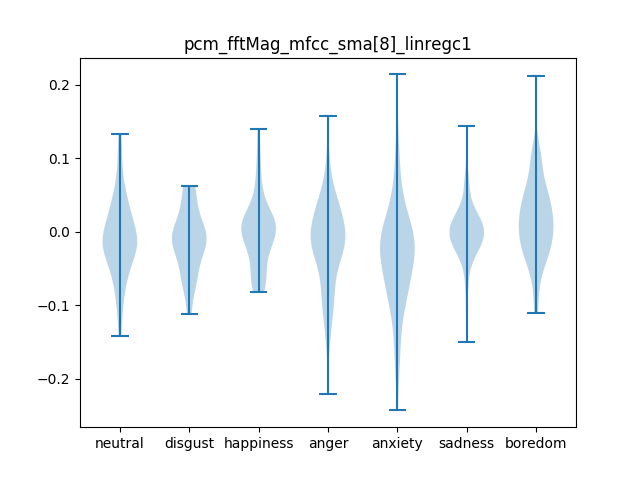 pcm_fftMag_mfcc_sma[8]_linregc1
0.2
0.1
0.0
−0.1
−0.2
neutral disgust happiness anger anxiety sadness boredom